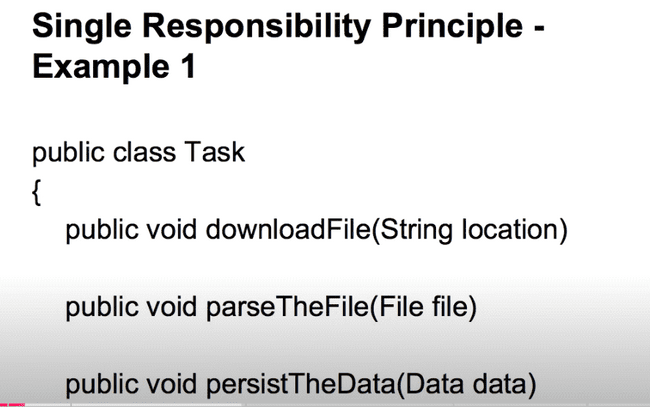 Single Responsibility Principle -
Example 1
public class Task
{
public void downloadFile(String location)
public void parseTheFile(File file)
public void persistTheData(Data data)